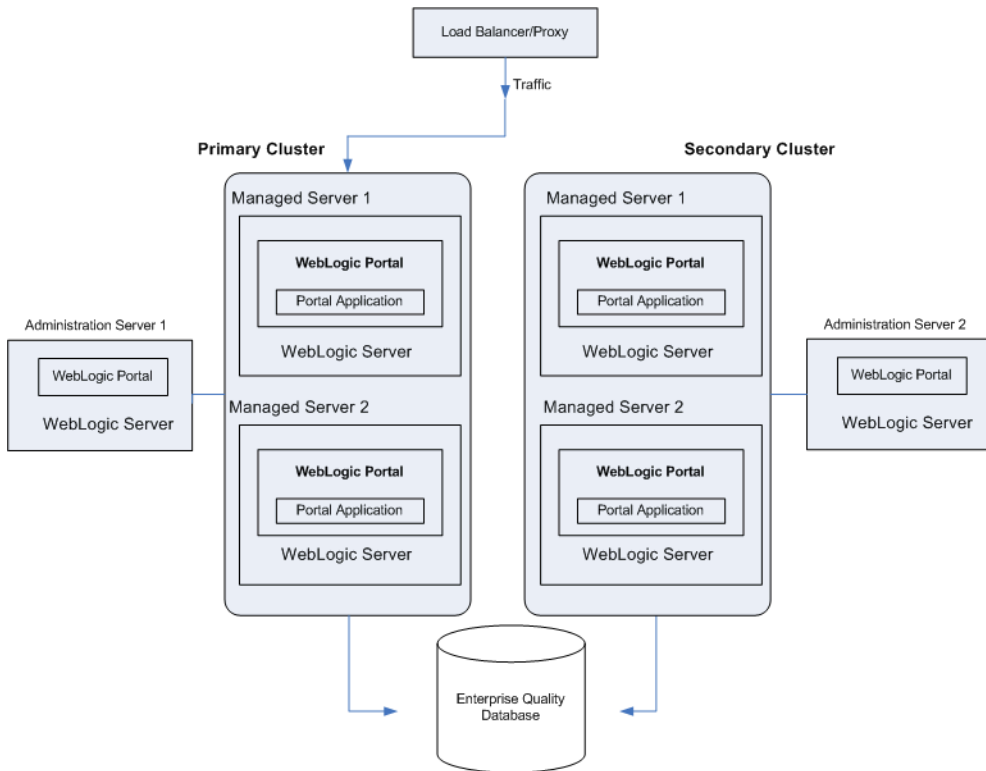 Load Balancer/Proxy
Traffic
Primary Cluster
Secondary Cluster
Managed Server 1
WebLogic Portal
Portal Application
WebLogic Server
Managed Server 2
WebLogic Portal
Portal Application
WebLogic Server
Managed Server 1
WebLogic Portal
Portal Application
WebLogic Server
Managed Server 2
WebLogic Portal
Portal Application
WebLogic Server
Administration Server 1
WebLogic Portal
WebLogic Server
Administration Server 2
WebLogic Portal
WebLogic Server
Enterprise Quality
Database